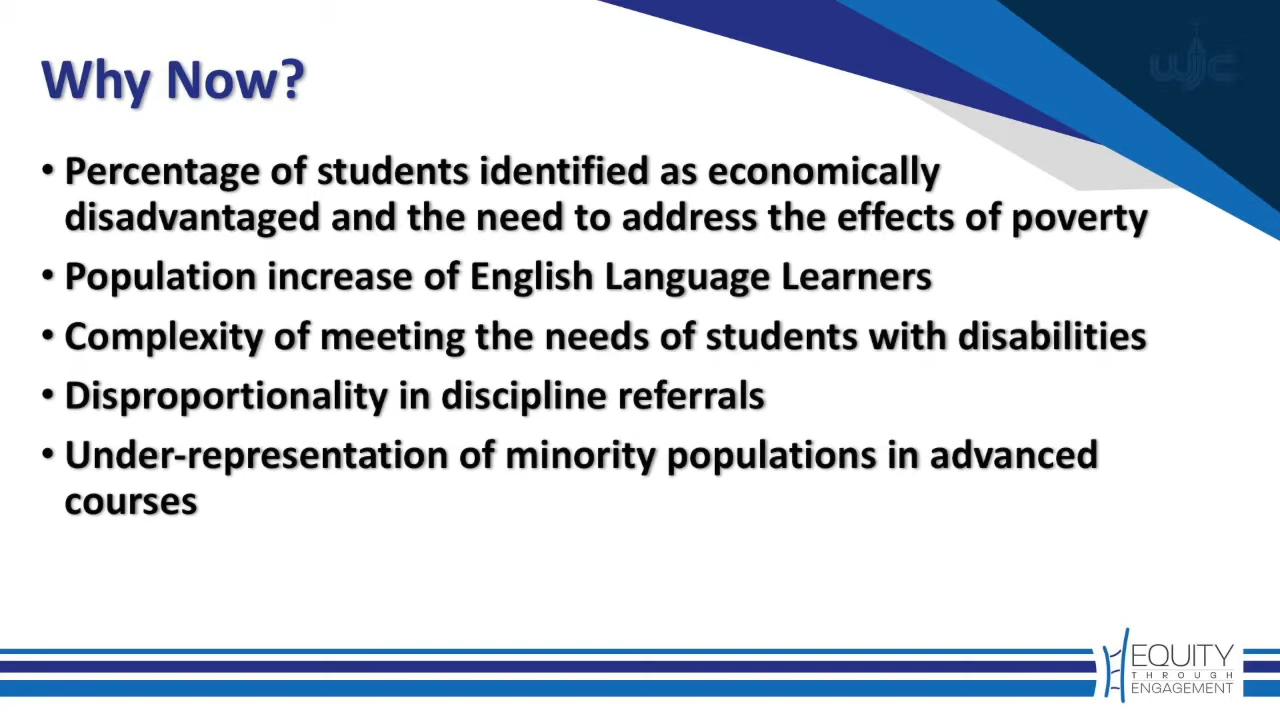 Why Now?
• Percentage of students identified as economically
disadvantaged and the need to address the effects of poverty
• Population increase of English Language Learners
• Complexity of meeting the needs of students with disabilities
• Disproportionality in discipline referrals
• Under-representation of minority populations in advanced
courses
wjc
EQUITY
THROUGH
ENGAGEMENT